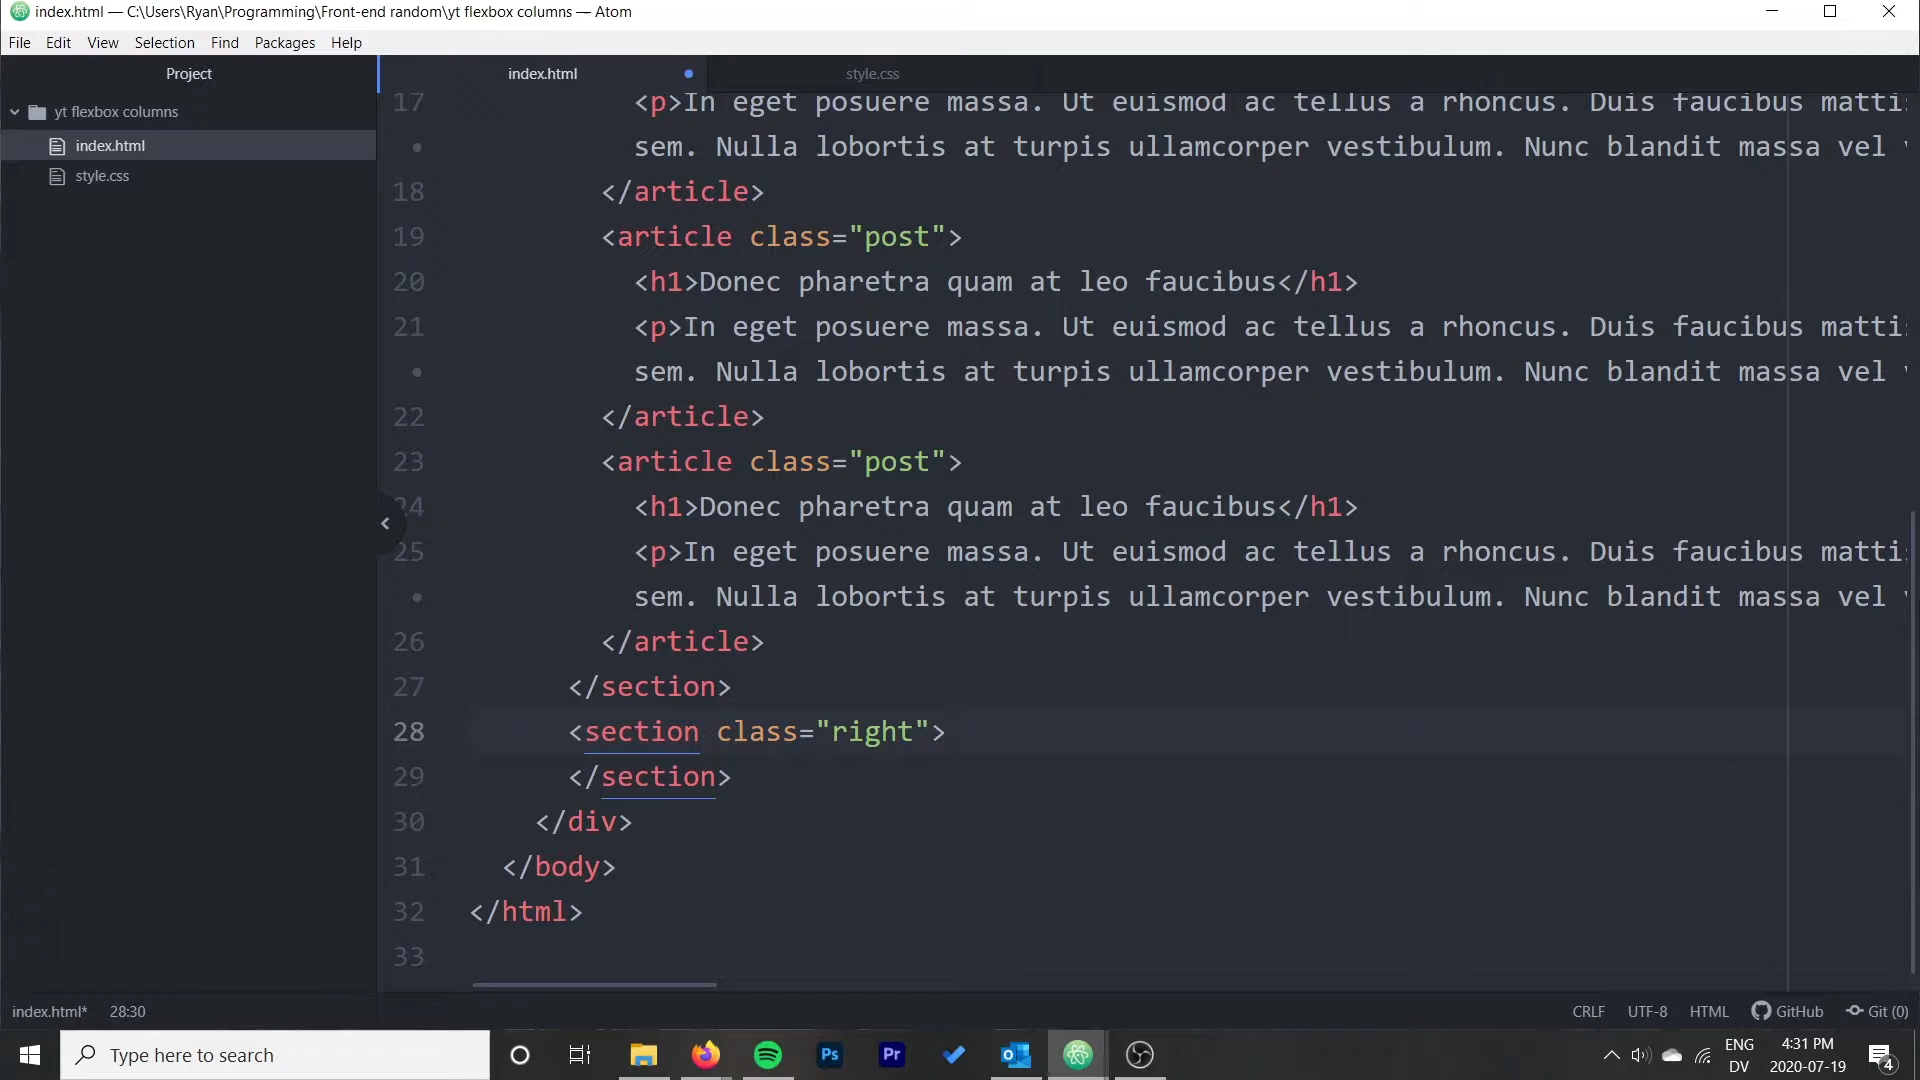 index.html — C:\Users\Ryan\Programming\Front-end random\yt flexbox columns — Atom
File Edit View Selection Find Packages Help
Project
index.html
style.css
yt flexbox columns
index.html
style.css
17 <p>In eget posuere massa. Ut euismod ac tellus a rhoncus. Duis faucibus matti
• sem. Nulla lobortis at turpis ullamcorper vestibulum. Nunc blandit massa vel
18 </article>
19 <article class="post">
20 <h1>Donec pharetra quam at leo faucibus</h1>
21 <p>In eget posuere massa. Ut euismod ac tellus a rhoncus. Duis faucibus matti
• sem. Nulla lobortis at turpis ullamcorper vestibulum. Nunc blandit massa vel
22 </article>
23 <article class="post">
24 <h1>Donec pharetra quam at leo faucibus</h1>
25 <p>In eget posuere massa. Ut euismod ac tellus a rhoncus. Duis faucibus matti
• sem. Nulla lobortis at turpis ullamcorper vestibulum. Nunc blandit massa vel
26 </article>
27 </section>
28 <section class="right">
29 </section>
30 </div>
31 </body>
32 </html>
33
index.html* 28:30
CRLF UTF-8 HTML GitHub Git (0)
Type here to search
Ps
Pr
ENG
DV
4:31 PM
2020-07-19
4